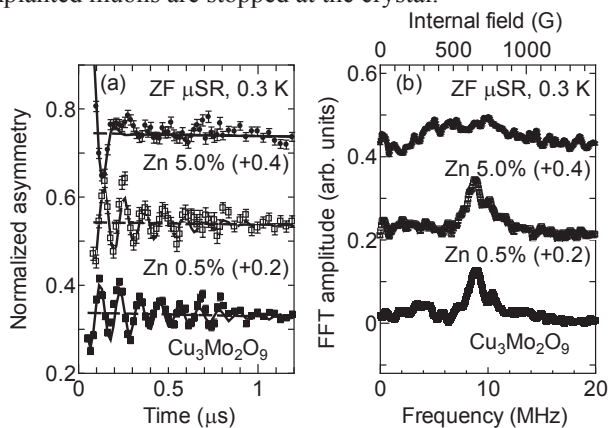 planted muons are stopped at the crystal.
Internal field (G)
0 500 1000
(a) ZF μSR, 0.3 K
(b) ZF μSR, 0.3 K
Normalized asymmetry
0.8
0.6
0.4
0.2
Zn 5.0% (+0.4)
Zn 0.5% (+0.2)
Cu3Mo2O9
0 0.5 1
Time (μs)
FFT amplitude (arb. units)
0.6
0.4
0.2
0
Zn 5.0% (+0.4)
Zn 0.5% (+0.2)
Cu3Mo2O9
0 10 20
Frequency (MHz)